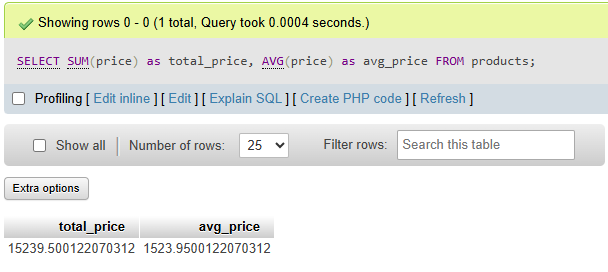 Showing rows 0 - 0 (1 total, Query took 0.0004 seconds.)
SELECT SUM(price) as total_price, AVG(price) as avg_price FROM products;
Profiling [ Edit inline ] [ Edit ] [ Explain SQL ] [ Create PHP code ] [ Refresh ]
Show all Number of rows: 25 Filter rows: Search this table
Extra options
total_price avg_price
15239.500122070312 1523.9500122070312